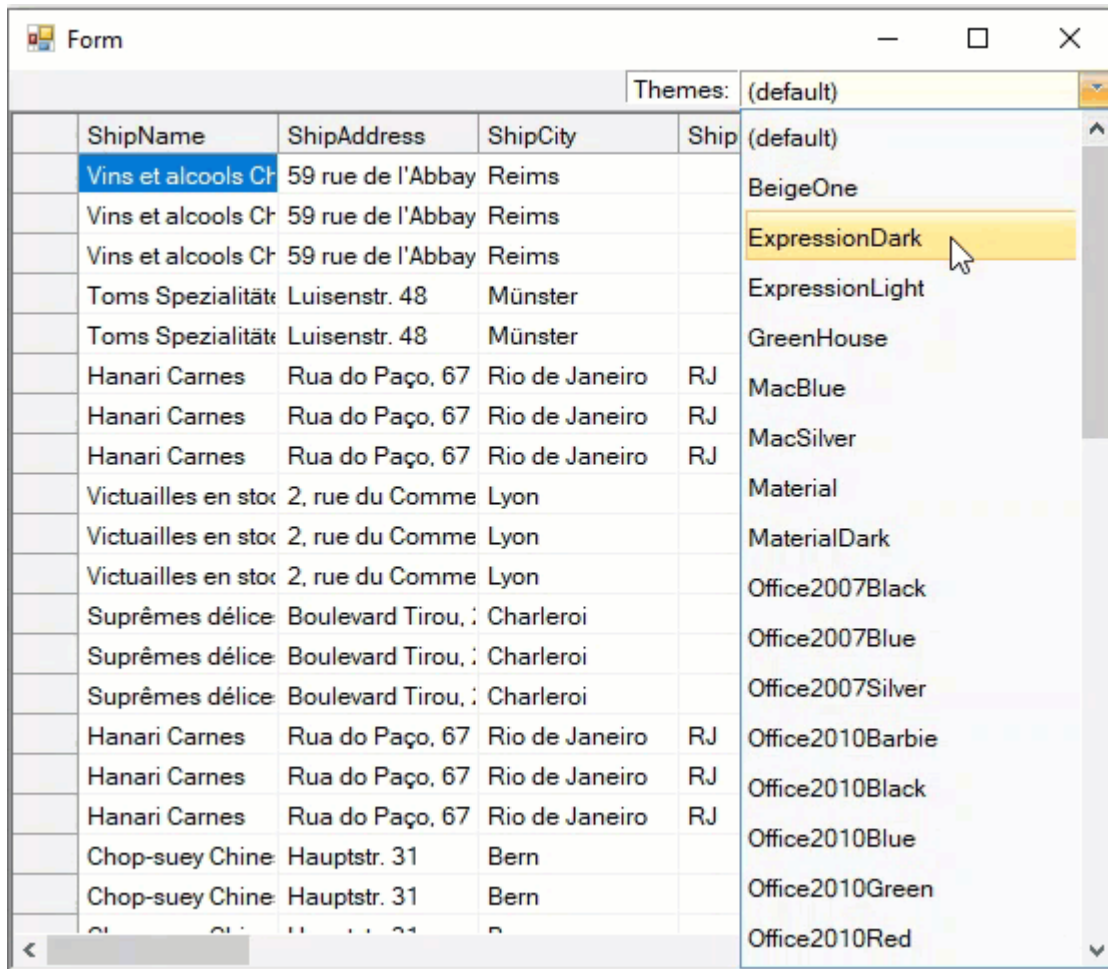 Form
Themes: (default)
ShipName ShipAddress ShipCity Ship
Vins et alcools Ch 59 rue de l'Abbay Reims
Vins et alcools Ch 59 rue de l'Abbay Reims
Vins et alcools Ch 59 rue de l'Abbay Reims
Toms Spezialitäte Luisenstr. 48 Münster
Toms Spezialitäte Luisenstr. 48 Münster
Hanari Carnes Rua do Paço, 67 Rio de Janeiro RJ
Hanari Carnes Rua do Paço, 67 Rio de Janeiro RJ
Hanari Carnes Rua do Paço, 67 Rio de Janeiro RJ
Victuailles en stoc 2, rue du Comme Lyon
Victuailles en stoc 2, rue du Comme Lyon
Victuailles en stoc 2, rue du Comme Lyon
Suprêmes délice Boulevard Tirou, Charleroi
Suprêmes délice Boulevard Tirou, Charleroi
Suprêmes délice Boulevard Tirou, Charleroi
Hanari Carnes Rua do Paço, 67 Rio de Janeiro RJ
Hanari Carnes Rua do Paço, 67 Rio de Janeiro RJ
Hanari Carnes Rua do Paço, 67 Rio de Janeiro RJ
Chop-suey Chine Hauptstr. 31 Bern
Chop-suey Chine Hauptstr. 31 Bern
(default)
BeigeOne
ExpressionDark
ExpressionLight
GreenHouse
MacBlue
MacSilver
Material
MaterialDark
Office2007Black
Office2007Blue
Office2007Silver
Office2010Barbie
Office2010Black
Office2010Blue
Office2010Green
Office2010Red